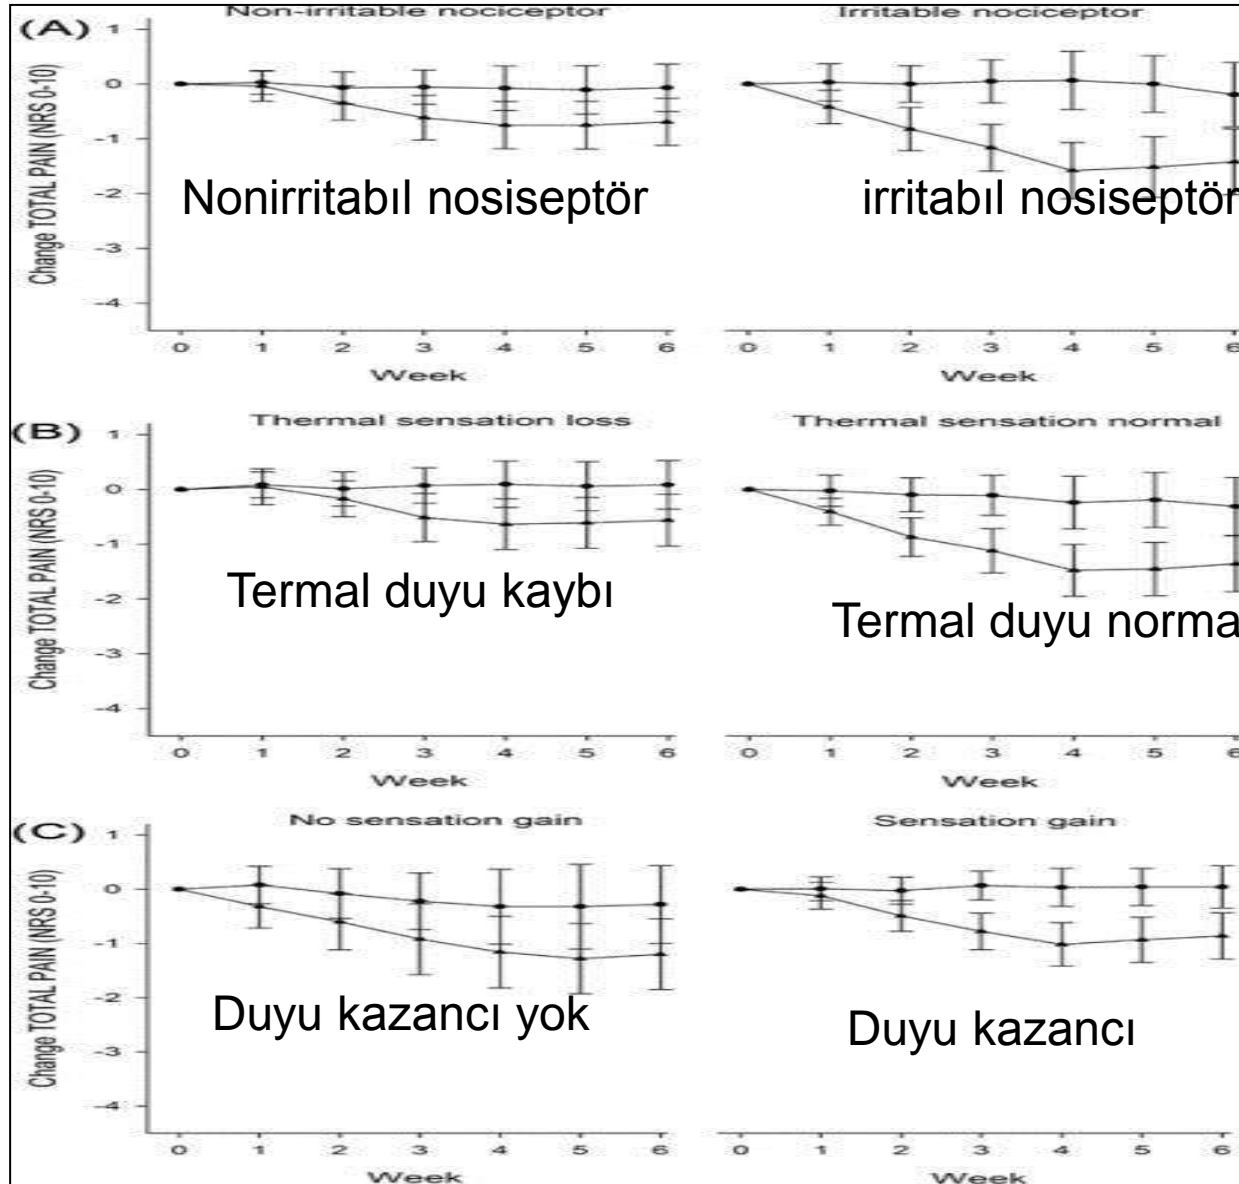 Non-irritable nociceptor
Irritable nociceptor
(A)
Change TOTAL PAIN (NRS 0-10)
1
0
-1
-2
-3
-4
Nonirritabıl nosiseptör
irritabıl nosiseptör
0 1 2 3 4 5 6
0 1 2 3 4 5 6
Week
Week
(B)
Thermal sensation loss
Thermal sensation normal
Change TOTAL PAIN (NRS 0-10)
1
0
-1
-2
-3
-4
Termal duyu kaybı
Termal duyu norma
0 1 2 3 4 5 6
0 1 2 3 4 5 6
Week
Week
(C)
No sensation gain
Sensation gain
Change TOTAL PAIN (NRS 0-10)
1
0
-1
-2
-3
-4
Duyu kazancı yok
Duyu kazancı
0 1 2 3 4 5 6
0 1 2 3 4 5 6
Week
Week